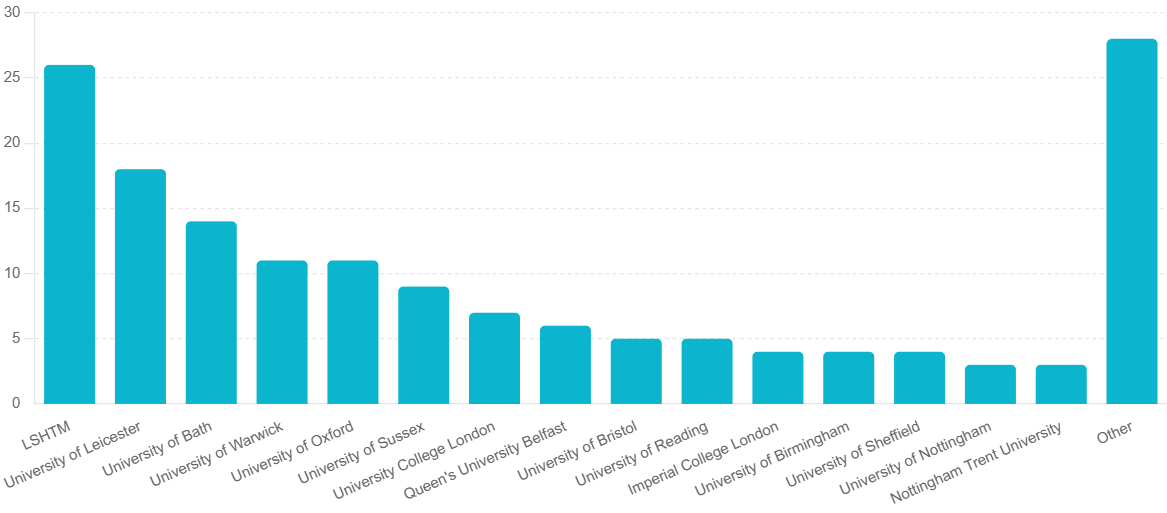 30
25
20
15
10
5
0
LSHTM
University of Leicester
University of Bath
University of Warwick
University of Oxford
University of Sussex
University College London
Queen's University Belfast
University of Bristol
University of Reading
Imperial College London
University of Birmingham
University of Sheffield
University of Nottingham
Nottingham Trent University
Other